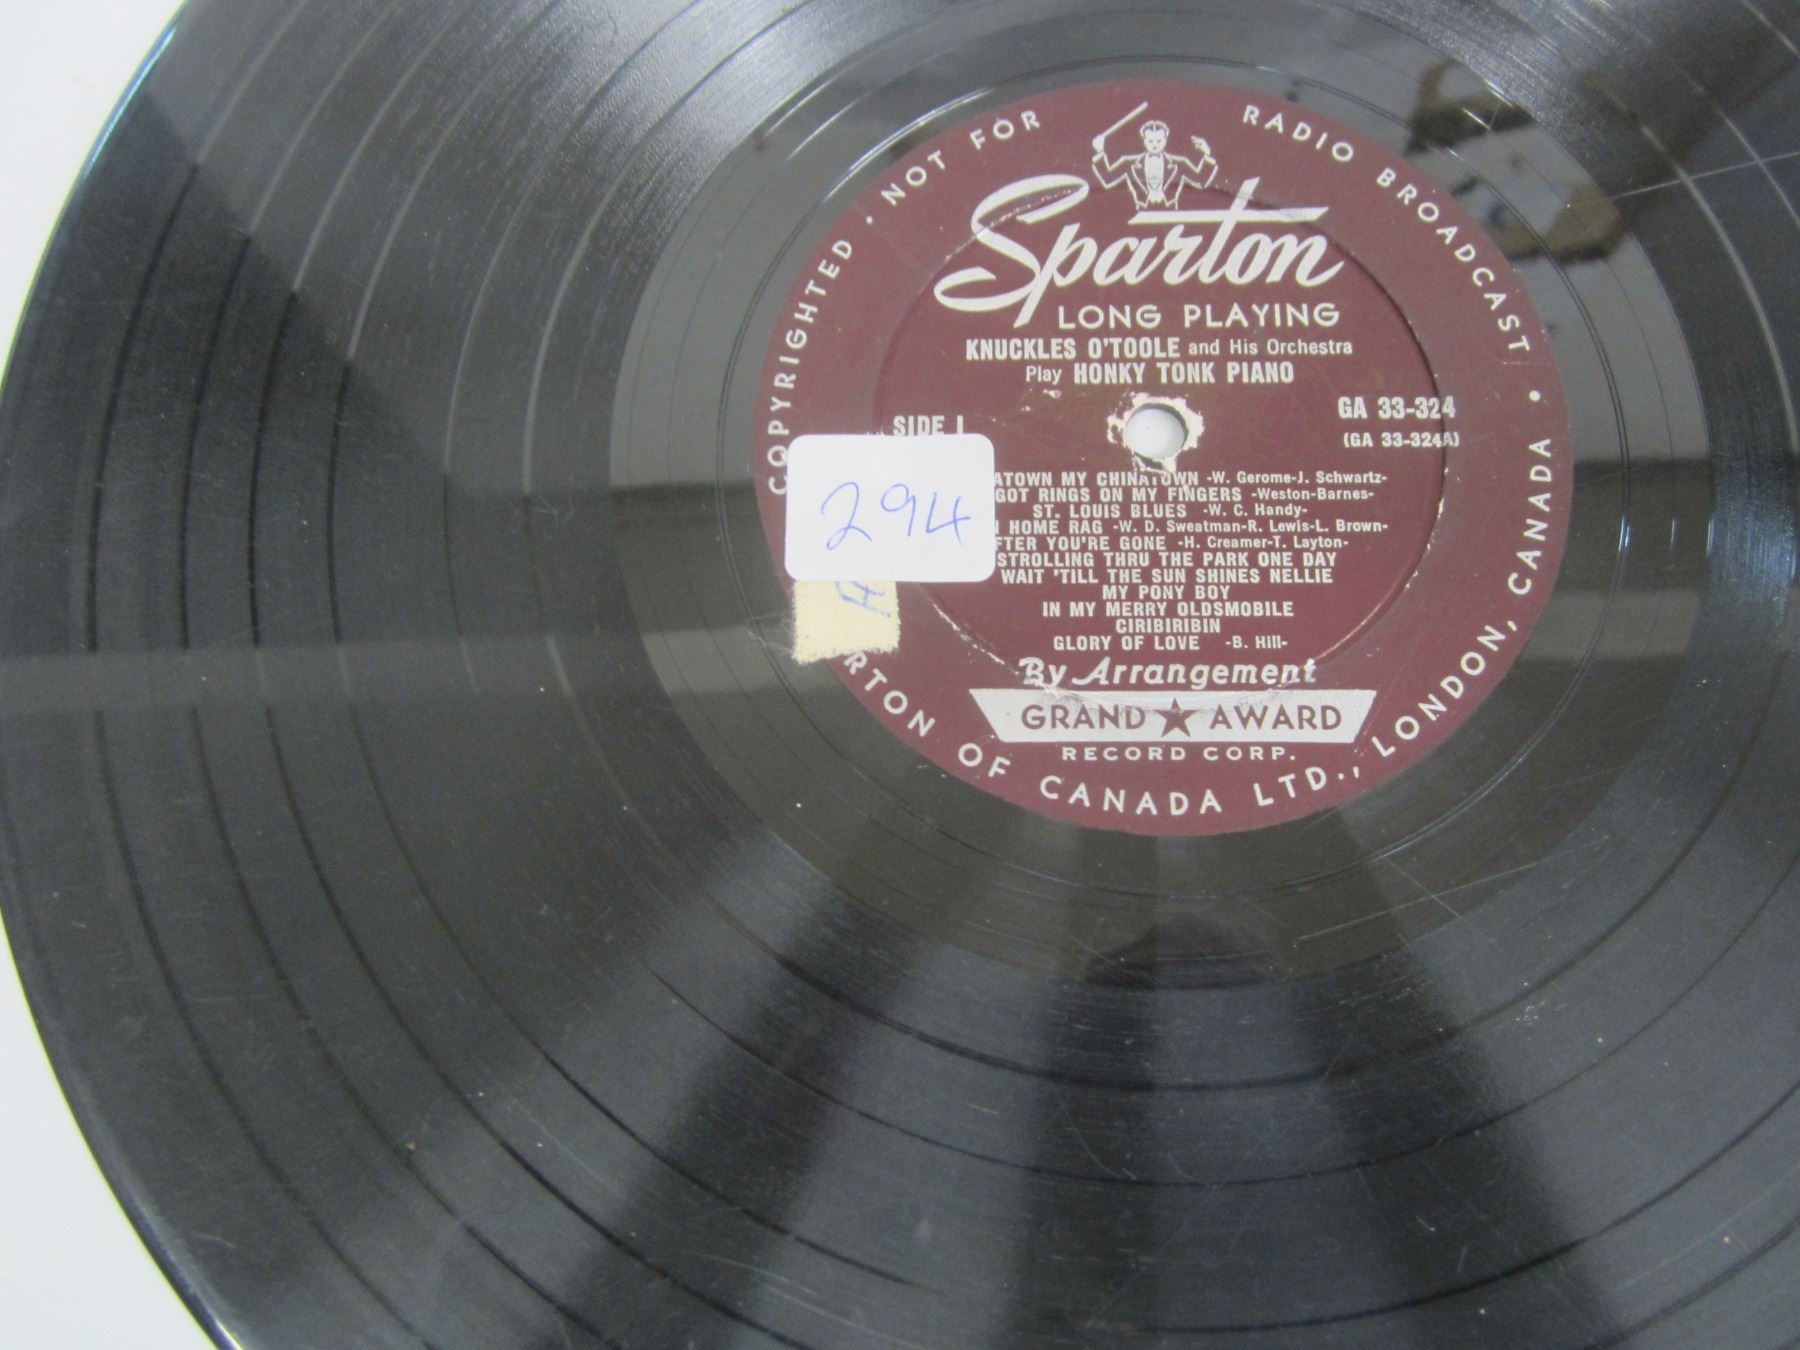 COPYRIGHTED • NOT FOR RADIO BROADCAST •
Sparton
LONG PLAYING
KNUCKLES O'TOOLE and His Orchestra
Play HONKY TONK PIANO
SIDE 1
GA 33-324
(GA 33-324A)
294
ATOWN MY CHINATOWN -W. Gerome-J. Schwartz-
GOT RINGS ON MY FINGERS -Weston-Barnes-
ST. LOUIS BLUES -W. C. Handy-
N HOME RAG -W. D. Sweatman-R. Lewis-L. Brown-
FTER YOU'RE GONE -H. Creamer-T. Layton-
STROLLING THRU THE PARK ONE DAY
WAIT 'TILL THE SUN SHINES NELLIE
MY PONY BOY
IN MY MERRY OLDSMOBILE
CIRIBIRIBIN
GLORY OF LOVE -B. Hill-
By Arrangement
GRAND ★ AWARD
RECORD CORP.
RTON OF CANADA LTD., LONDON, CANADA